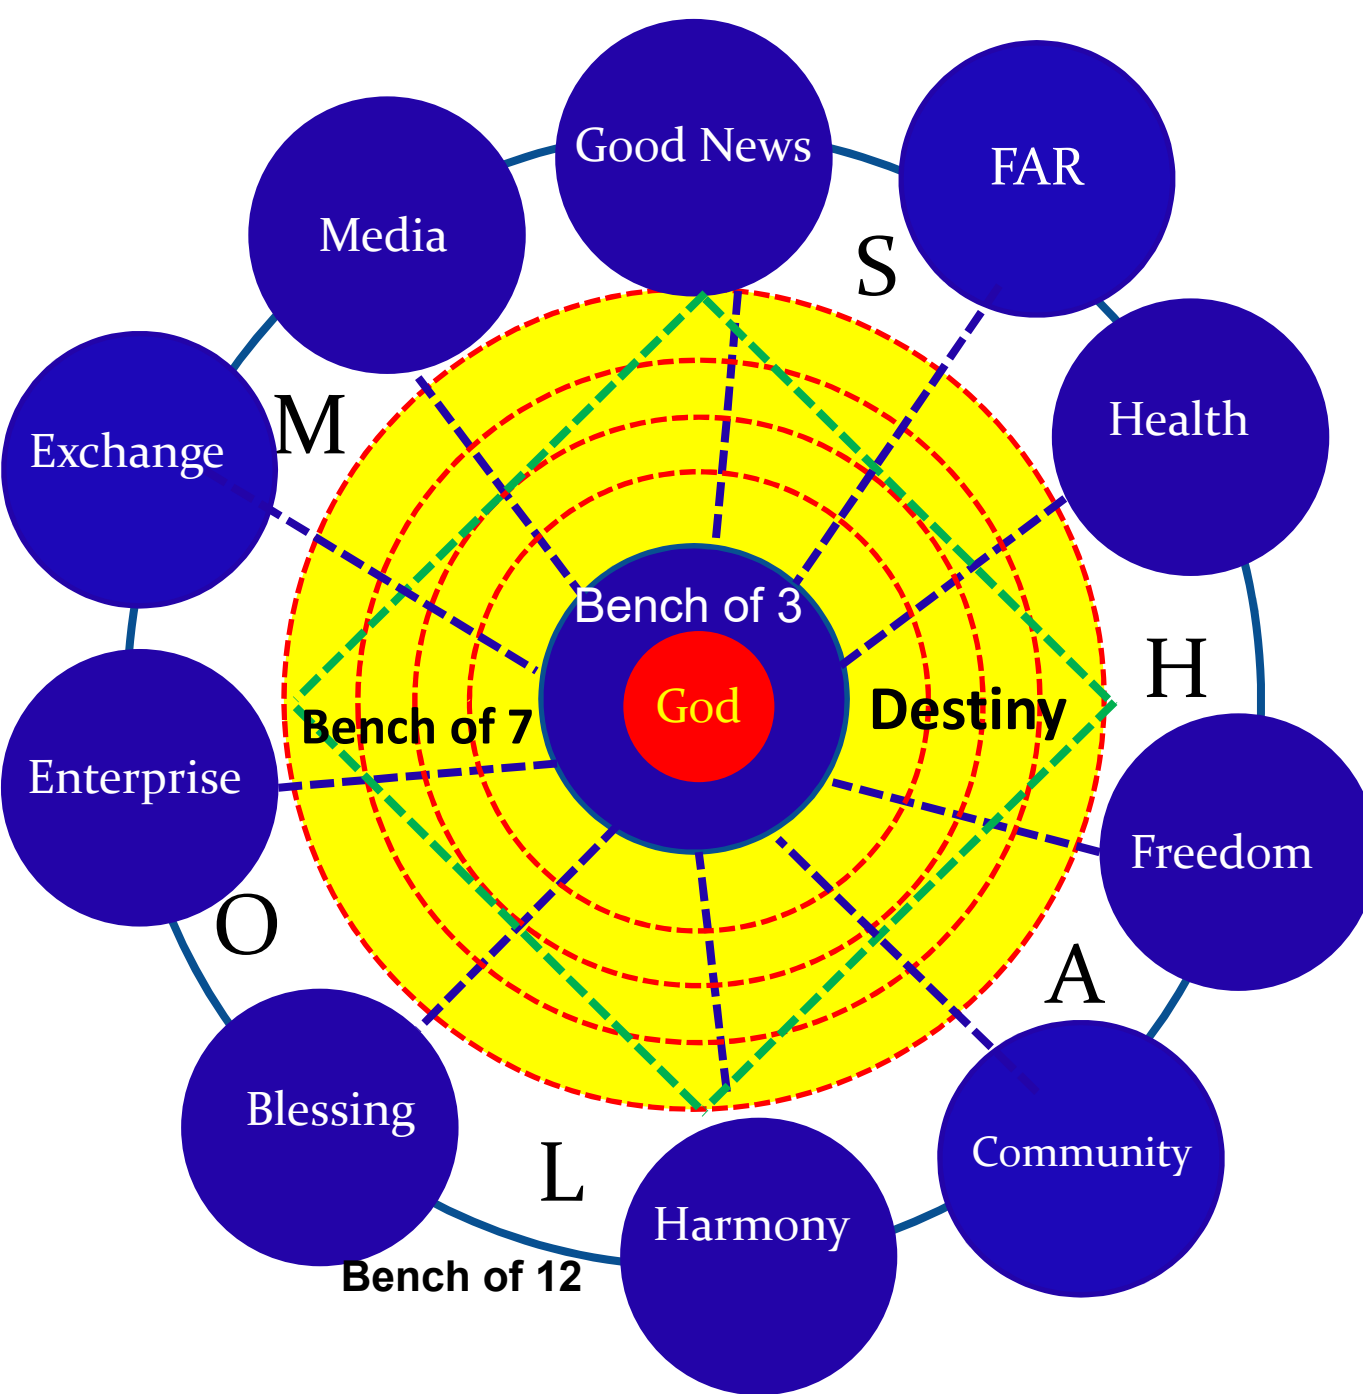 Good News
FAR
Media
S
Health
M
Exchange
Bench of 3
H
God
Destiny
Bench of 7
Enterprise
Freedom
O
A
Blessing
Community
L
Harmony
Bench of 12